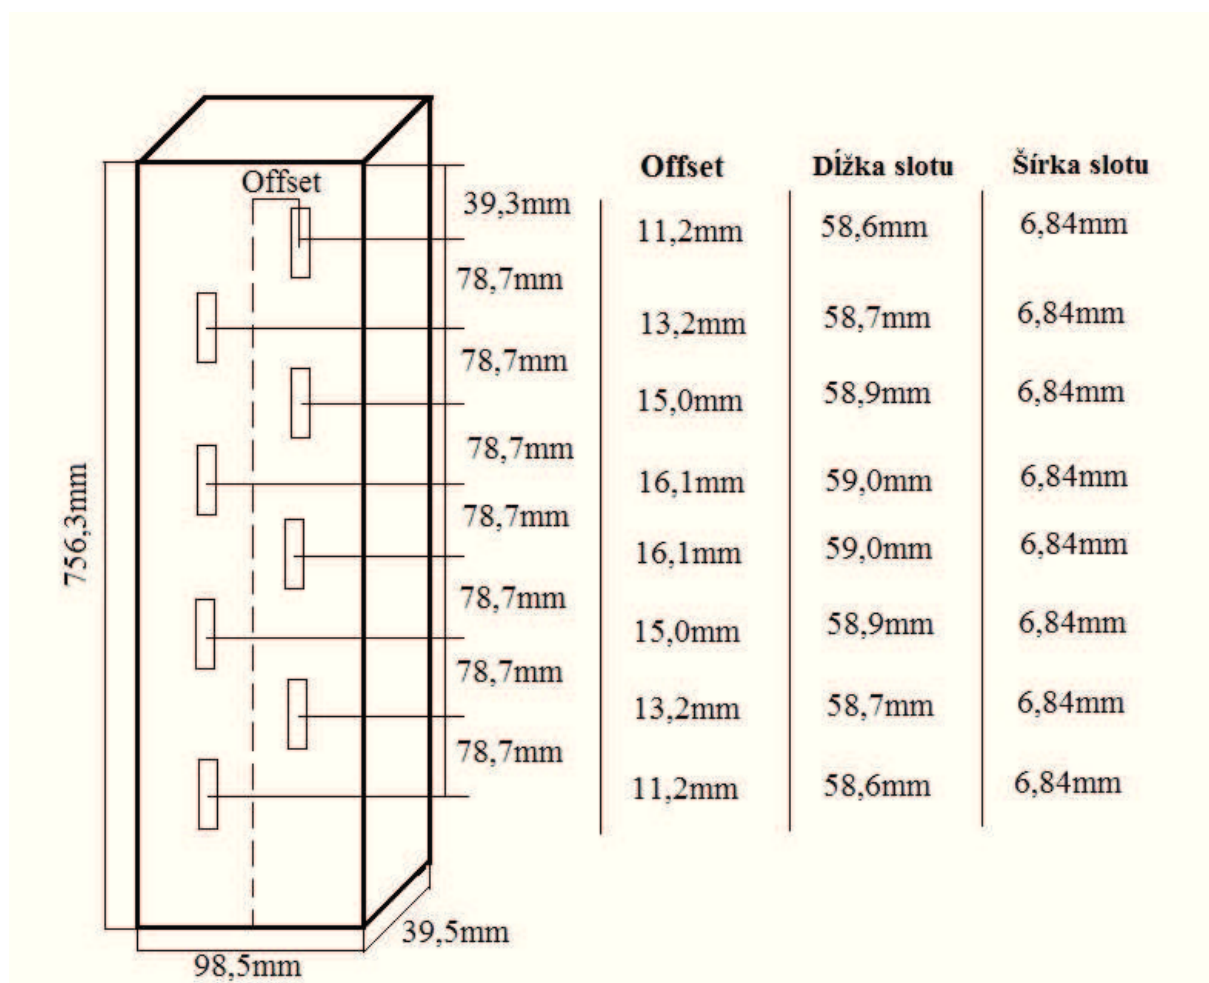 Offset Dĺžka slotu Šírka slotu
Offset
39,3mm
11,2mm 58,6mm 6,84mm
78,7mm
13,2mm 58,7mm 6,84mm
78,7mm
15,0mm 58,9mm 6,84mm
78,7mm
16,1mm 59,0mm 6,84mm
78,7mm
16,1mm 59,0mm 6,84mm
756,3mm
78,7mm
15,0mm 58,9mm 6,84mm
78,7mm
13,2mm 58,7mm 6,84mm
78,7mm
11,2mm 58,6mm 6,84mm
39,5mm
98,5mm